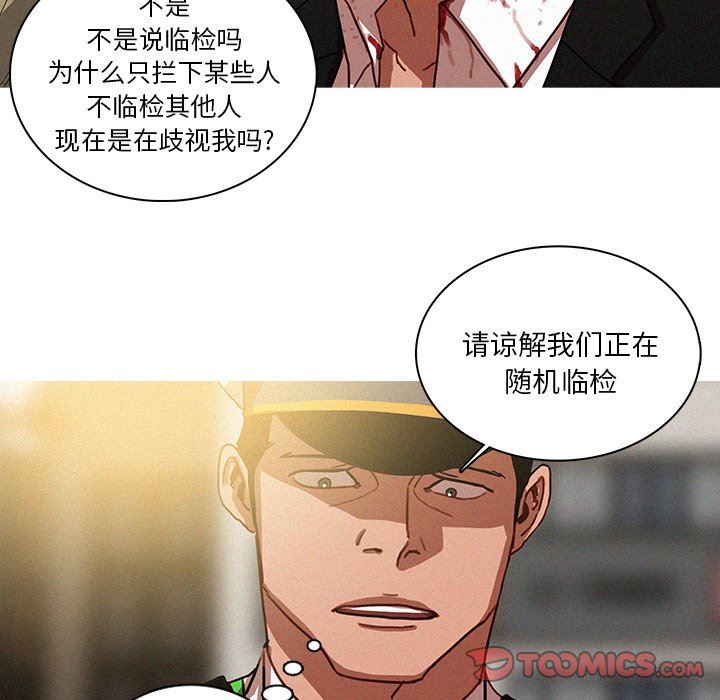 不是
不是说临检吗
为什么只拦下某些人
不临检其他人
现在是在歧视我吗?
请谅解我们正在
随机临检
TOOMICS.COM